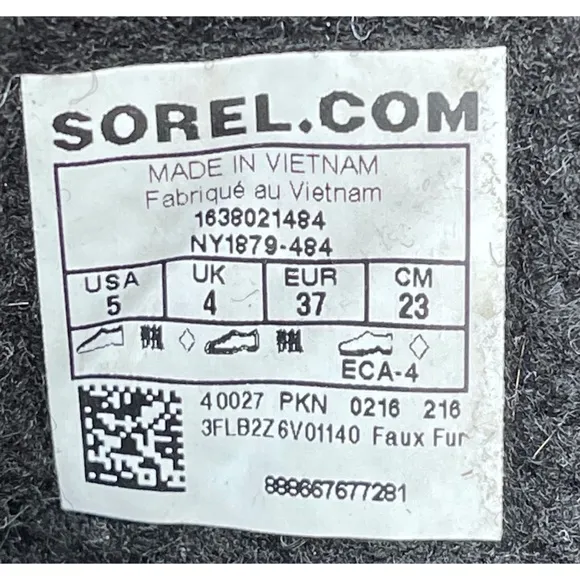 SOREL.COM
MADE IN VIETNAM
Fabriqué au Vietnam
1638021484
NY1879-484
USA UK EUR CM
5 4 37 23
ECA-4
40027 PKN 0216 216
3FLB2Z6V01140 Faux Fur
888667677281